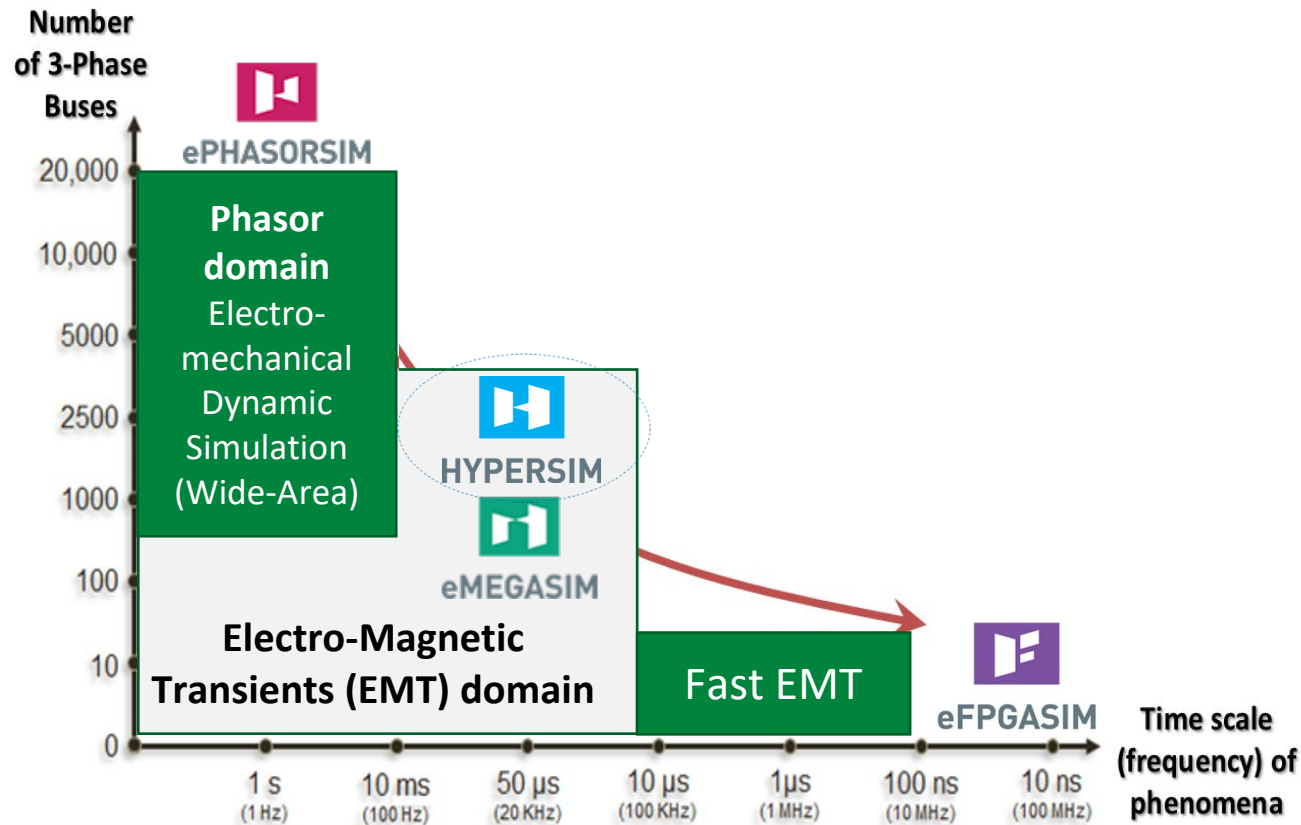 Number
of 3-Phase
Buses
ePHASORSIM
20,000
10,000
5000
2500
1000
100
10
0
Phasor
domain
Electro-
mechanical
Dynamic
Simulation
(Wide-Area)
HYPERSIM
eMEGASIM
Electro-Magnetic
Transients (EMT) domain
Fast EMT
eFPGASIM
1 s
(1 Hz)
10 ms
(100 Hz)
50 µs
(20 KHz)
10 µs
(100 KHz)
1µs
(1 MHz)
100 ns
(10 MHz)
10 ns
(100 MHz)
Time scale
(frequency) of
phenomena